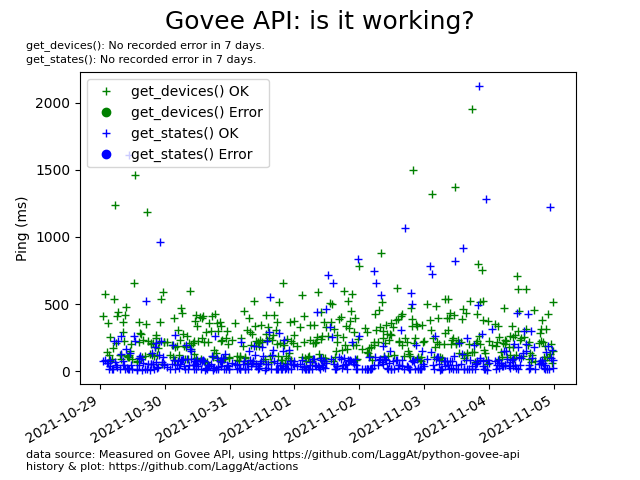 Govee API: is it working?
get_devices(): No recorded error in 7 days.
get_states(): No recorded error in 7 days.
get_devices() OK
get_devices() Error
get_states() OK
get_states() Error
Ping (ms)
2000
1500
1000
500
0
2021-10-29
2021-10-30
2021-10-31
2021-11-01
2021-11-02
2021-11-03
2021-11-04
2021-11-05
data source: Measured on Govee API, using https://github.com/LaggAt/python-govee-api
history & plot: https://github.com/LaggAt/actions